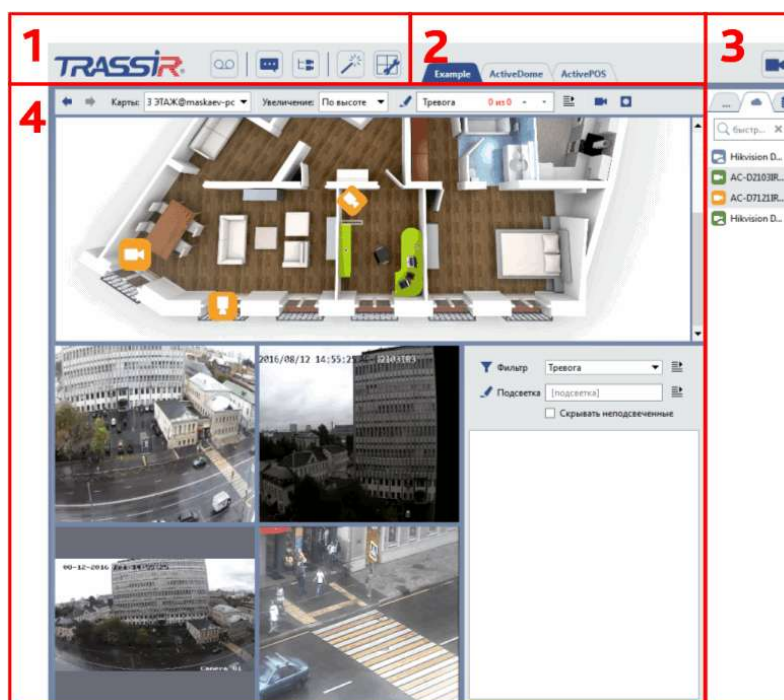 1
2
3
TRASSIR
Example
ActiveDome
ActivePOS
4
Карты: 3 ЭТАЖ@maskaev-pc
Увеличение: По высоте
Тревога 0 из 0
...
быстр...
Hikvision D...
AC-D2103IR...
AC-D7121IR...
Hikvision D...
2016/08/12 14:55:25
Фильтр Тревога
Подсветка [подсветка]
Скрывать неподсвеченные
Camera 01